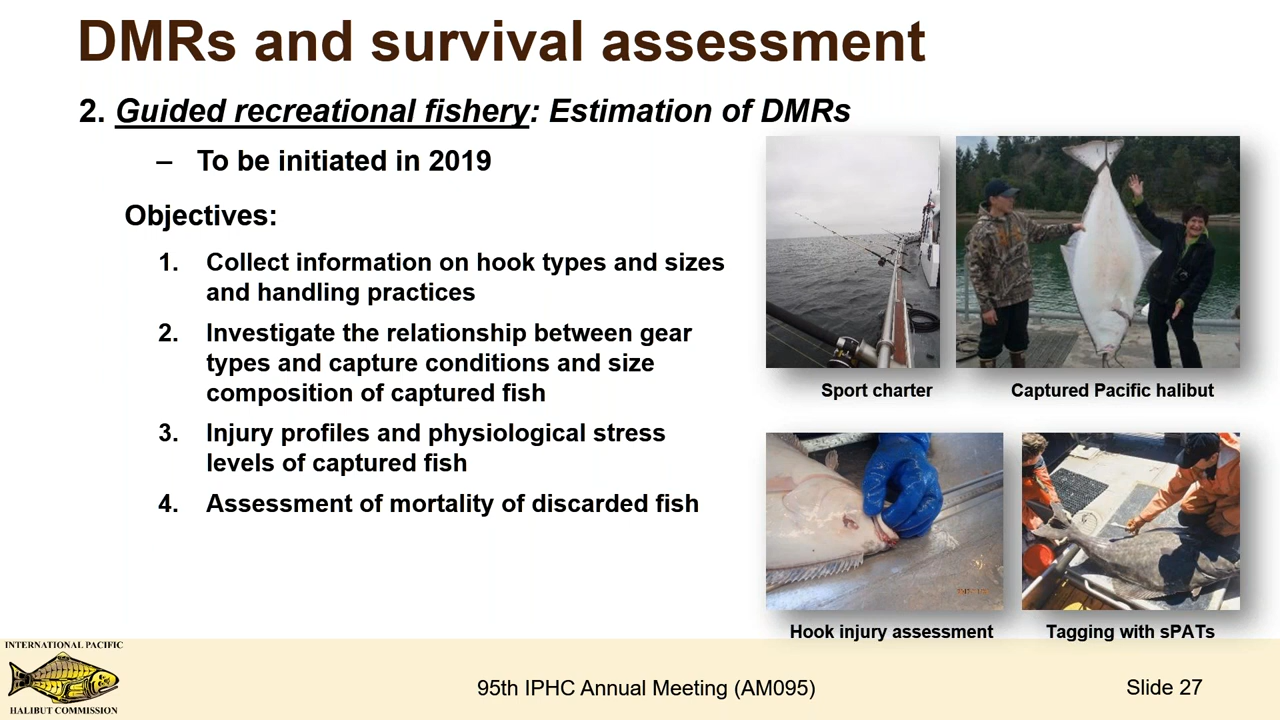 DMRs and survival assessment
2. Guided recreational fishery: Estimation of DMRs
– To be initiated in 2019
Objectives:
1. Collect information on hook types and sizes
and handling practices
2. Investigate the relationship between gear
types and capture conditions and size
composition of captured fish
3. Injury profiles and physiological stress
levels of captured fish
4. Assessment of mortality of discarded fish
Sport charter
Captured Pacific halibut
Hook injury assessment
Tagging with sPATs
INTERNATIONAL PACIFIC
HALIBUT COMMISSION
95th IPHC Annual Meeting (AM095)
Slide 27